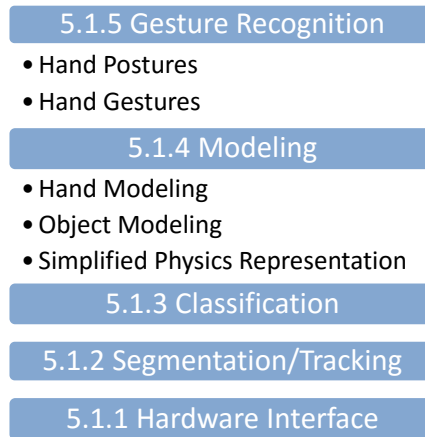 5.1.5 Gesture Recognition
• Hand Postures
• Hand Gestures
5.1.4 Modeling
• Hand Modeling
• Object Modeling
• Simplified Physics Representation
5.1.3 Classification
5.1.2 Segmentation/Tracking
5.1.1 Hardware Interface